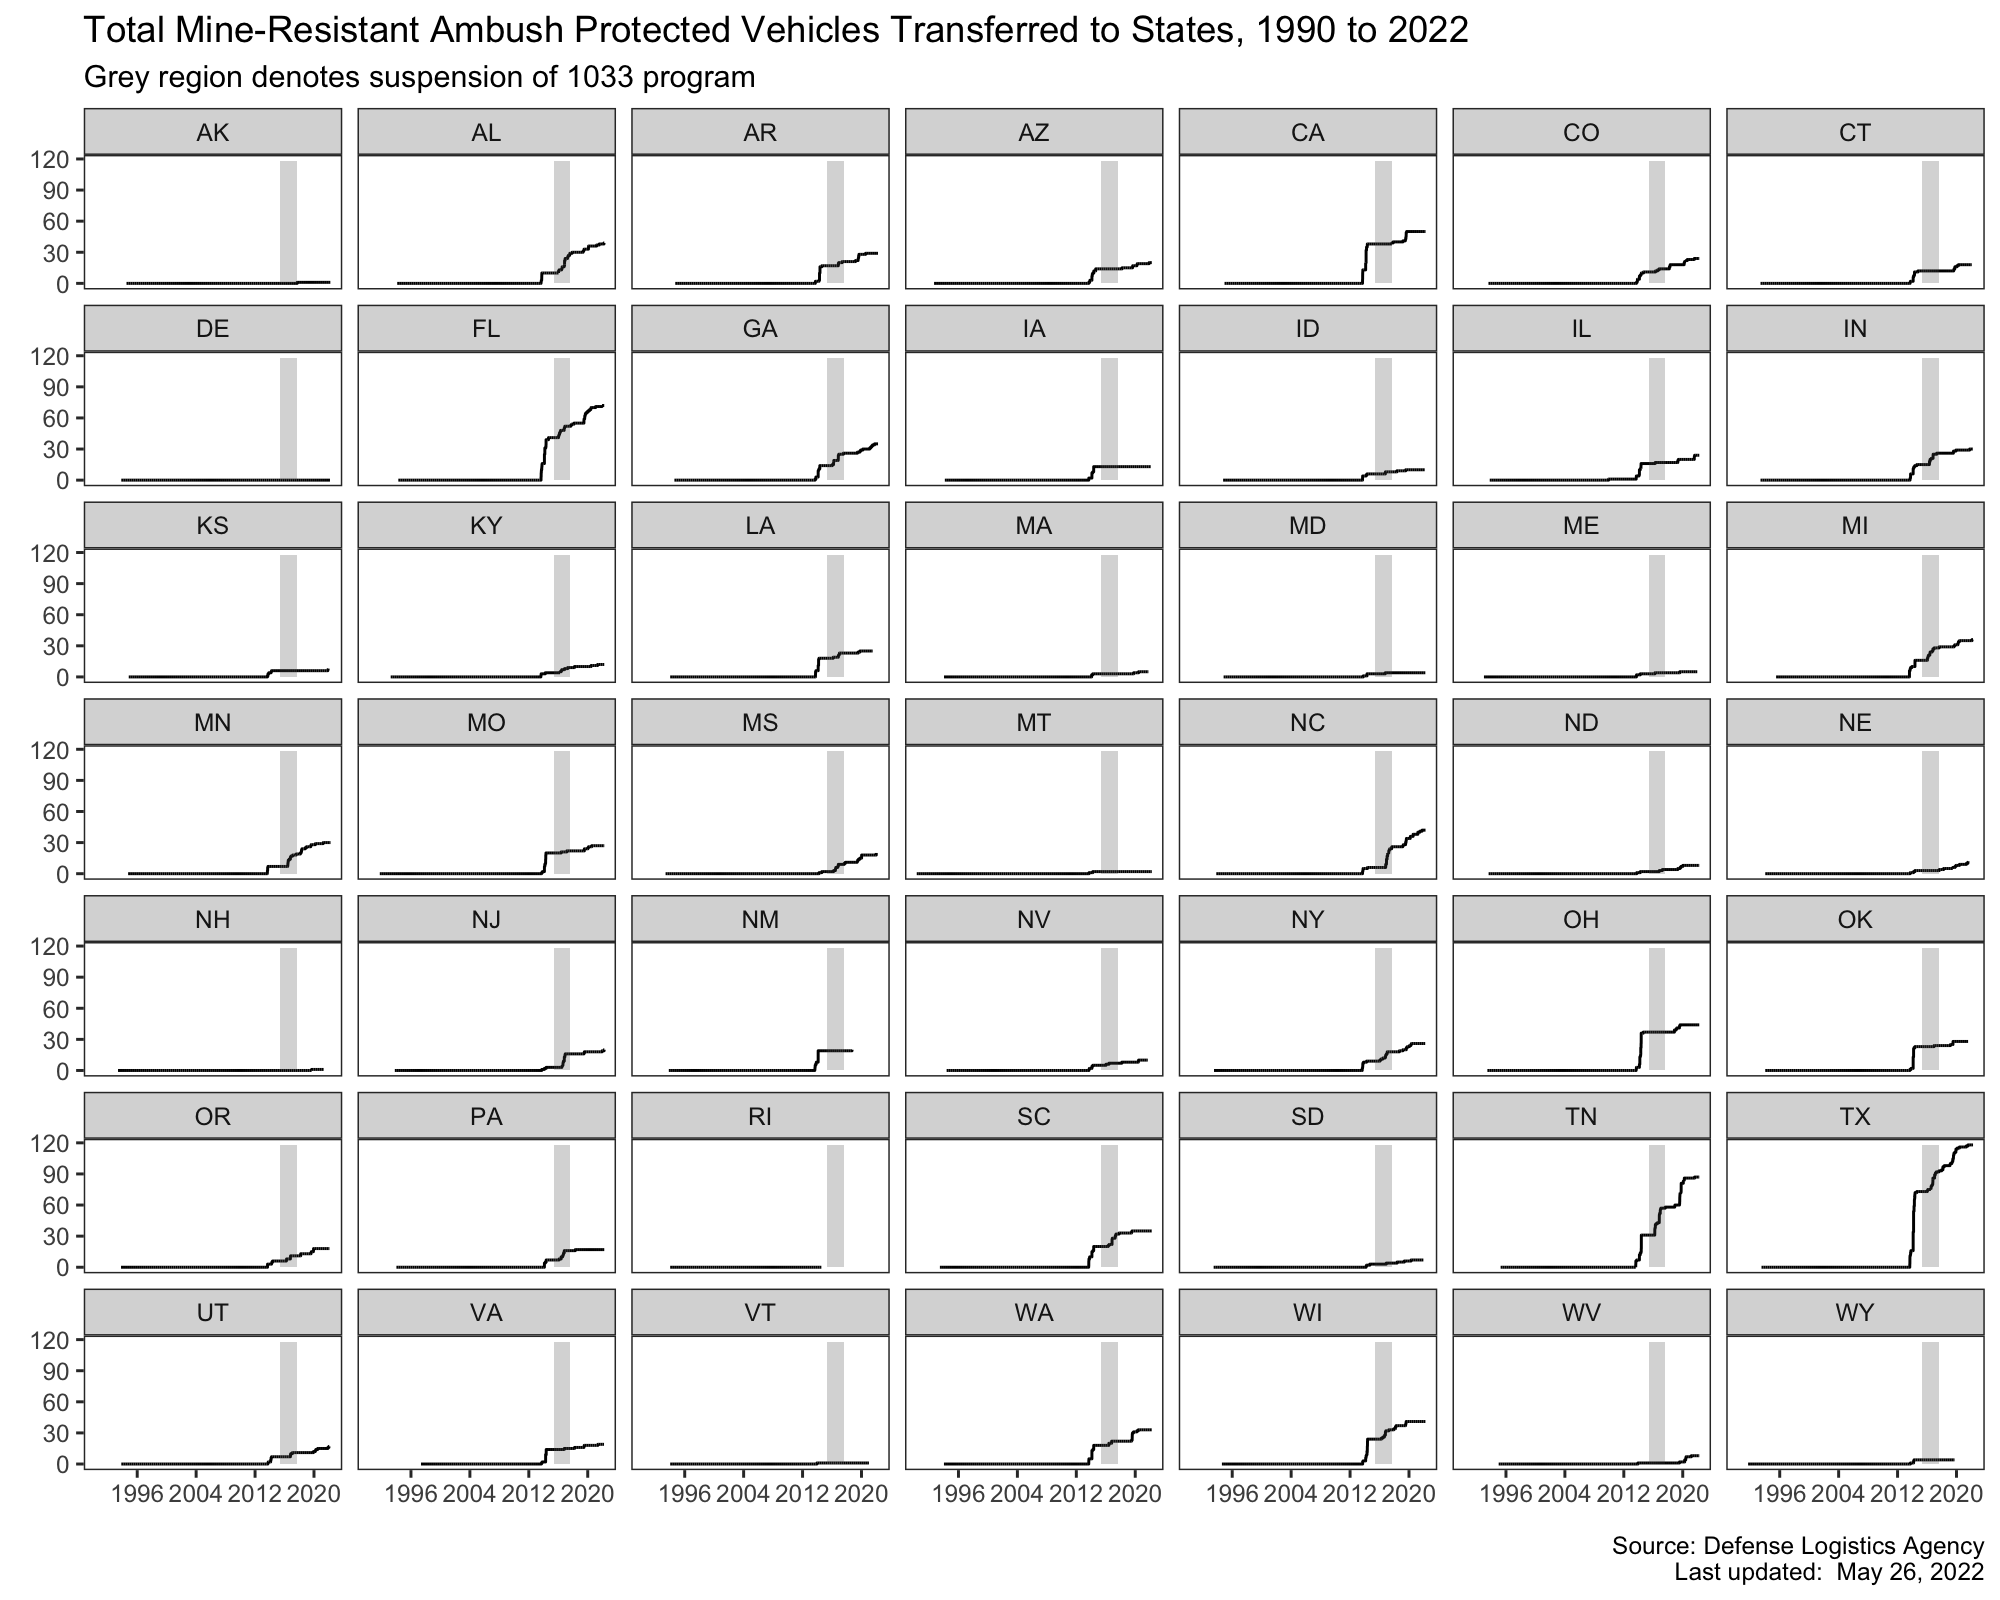 Total Mine-Resistant Ambush Protected Vehicles Transferred to States, 1990 to 2022
Grey region denotes suspension of 1033 program
AK AL AR AZ CA CO CT
120
90
60
30
0
DE FL GA IA ID IL IN
120
90
60
30
0
KS KY LA MA MD ME MI
120
90
60
30
0
MN MO MS MT NC ND NE
120
90
60
30
0
NH NJ NM NV NY OH OK
120
90
60
30
0
OR PA RI SC SD TN TX
120
90
60
30
0
UT VA VT WA WI WV WY
120
90
60
30
0
1996 2004 2012 2020 1996 2004 2012 2020 1996 2004 2012 2020 1996 2004 2012 2020 1996 2004 2012 2020 1996 2004 2012 2020 1996 2004 2012 2020
Source: Defense Logistics Agency
Last updated:  May 26, 2022